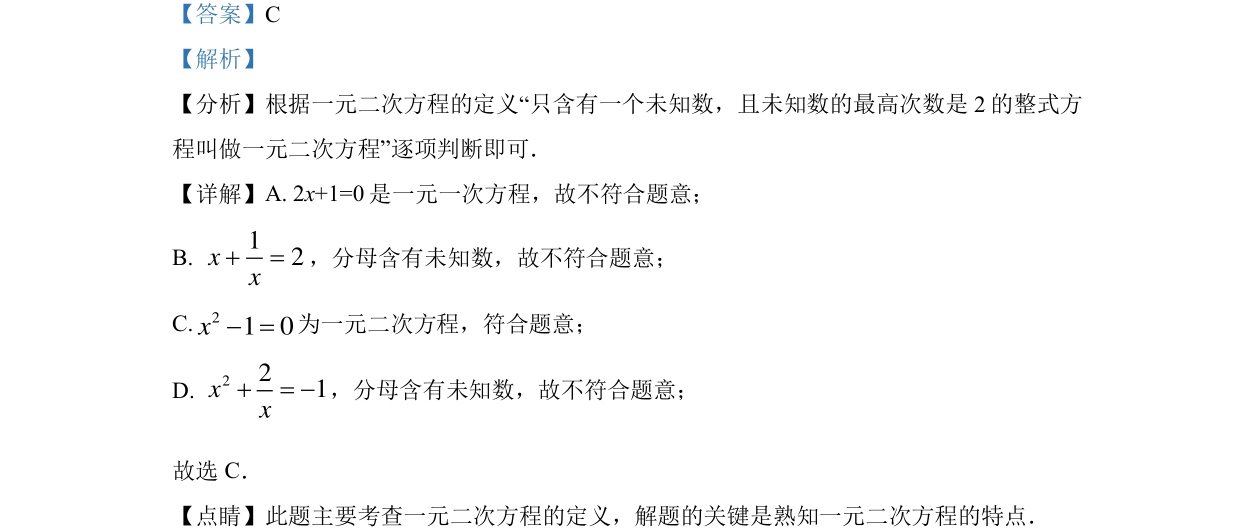 【答案】C
【解析】
【分析】根据一元二次方程的定义“只含有一个未知数，且未知数的最高次数是 2 的整式方
程叫做一元二次方程”逐项判断即可．
【详解】A. 2x+1=0 是一元一次方程，故不符合题意；
B. x + 1/x = 2，分母含有未知数，故不符合题意；
C. x² −1 = 0 为一元二次方程，符合题意；
D. x² + 2/x = −1，分母含有未知数，故不符合题意；
故选 C．
【点睛】此题主要考查一元二次方程的定义，解题的关键是熟知一元二次方程的特点．